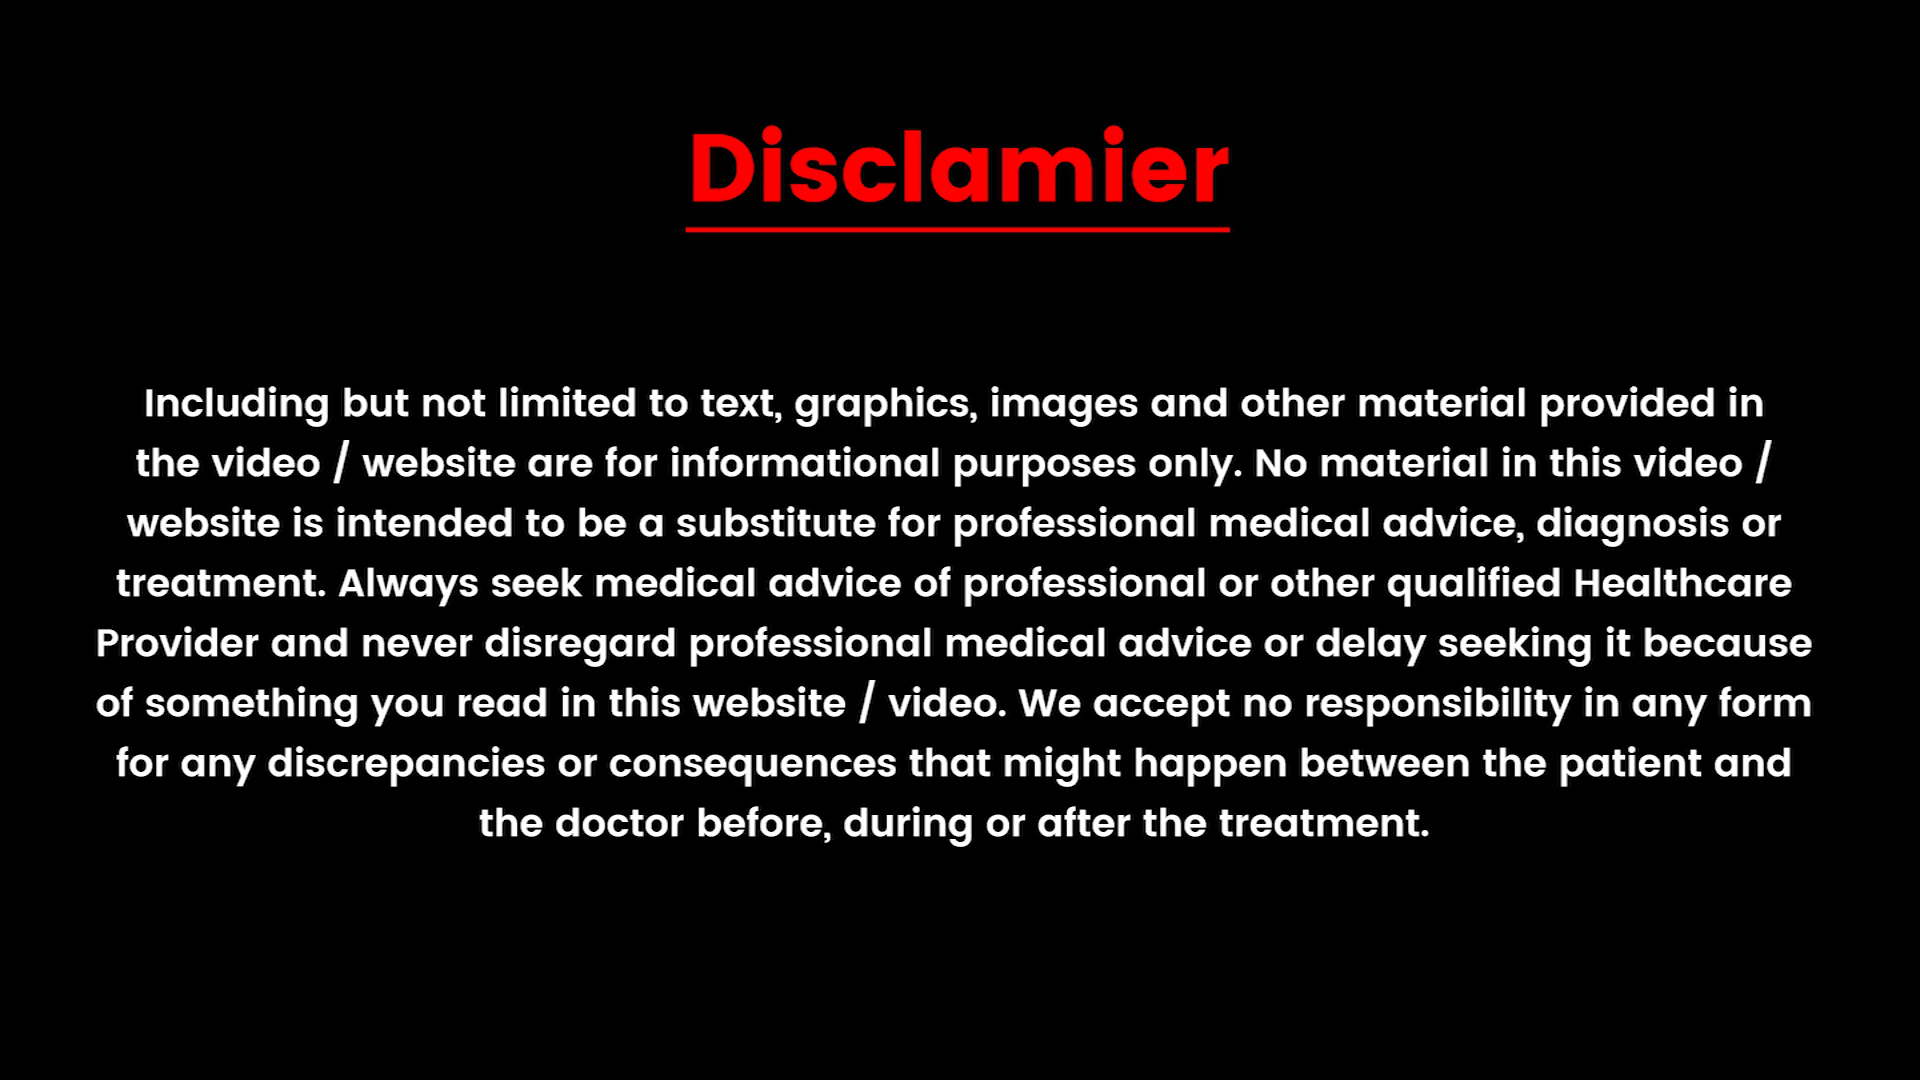 Disclamier
Including but not limited to text, graphics, images and other material provided in
the video / website are for informational purposes only. No material in this video /
website is intended to be a substitute for professional medical advice, diagnosis or
treatment. Always seek medical advice of professional or other qualified Healthcare
Provider and never disregard professional medical advice or delay seeking it because
of something you read in this website / video. We accept no responsibility in any form
for any discrepancies or consequences that might happen between the patient and
the doctor before, during or after the treatment.